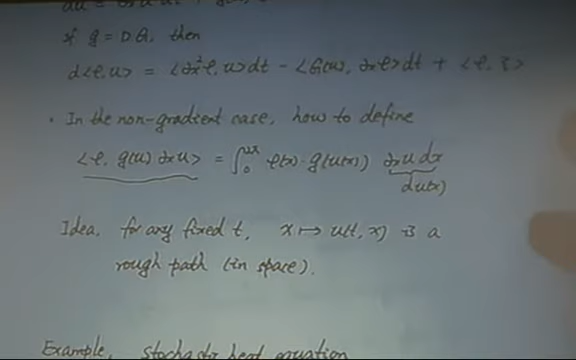 if g = DG, then
d⟨φ, u⟩ = ⟨∂x²φ, u⟩dt − ⟨G(u), ∂xφ⟩dt + ⟨φ, ξ⟩
• In the non-gradient case, how to define
⟨φ, g(u) ∂xu⟩ = ∫₀^2π φ(x)·g(u(x)) ∂xu dx
du(x)
Idea, for any fixed t, x ↦ u(t, x) is a
rough path (in space).
Example, stochastic heat equation